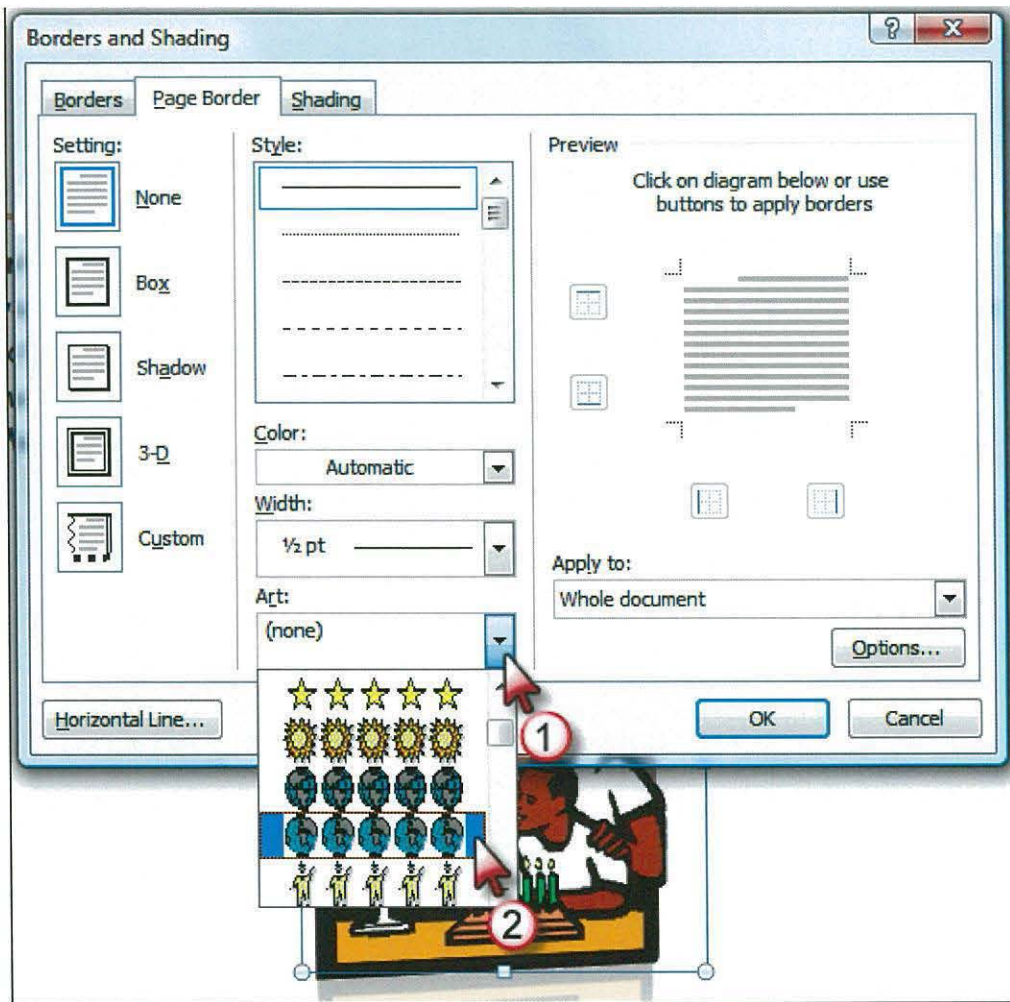 Borders and Shading
?
X
Borders
Page Border
Shading
Setting:
None
Box
Shadow
3-D
Custom
Style:
Color:
Automatic
Width:
½ pt
Art:
(none)
Preview
Click on diagram below or use
buttons to apply borders
Apply to:
Whole document
Options...
Horizontal Line...
OK
Cancel
1
2